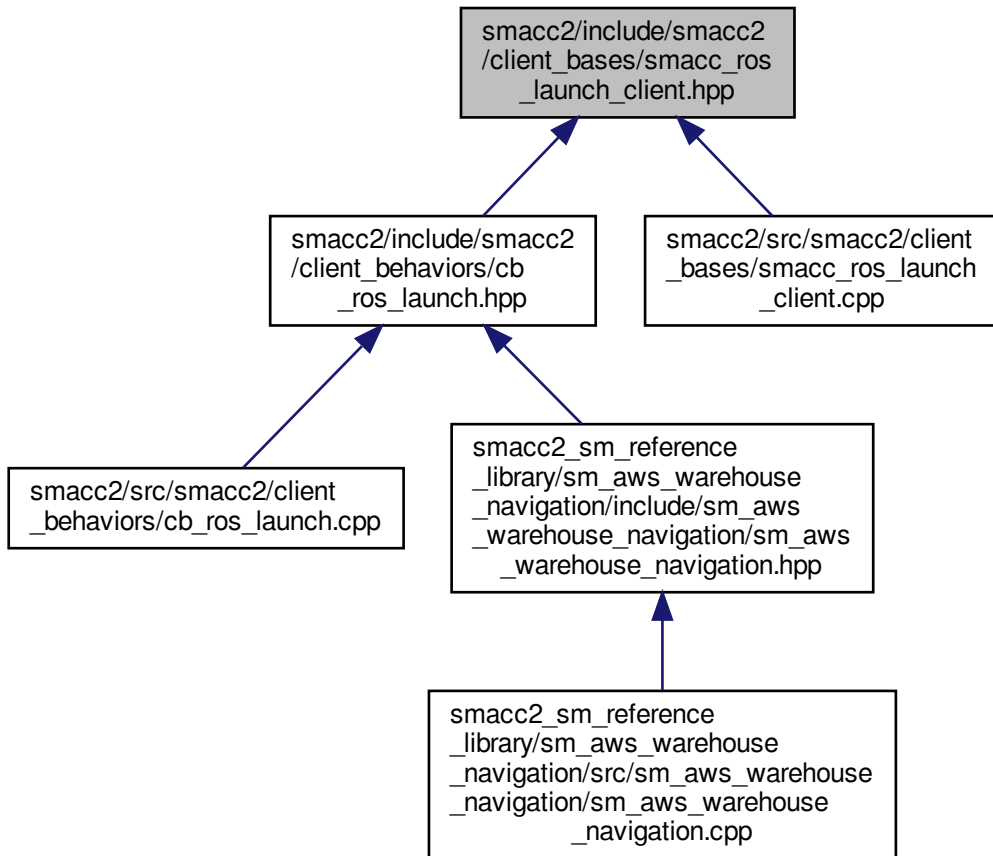 smacc2/include/smacc2
/client_bases/smacc_ros
_launch_client.hpp
smacc2/include/smacc2
/client_behaviors/cb
_ros_launch.hpp
smacc2/src/smacc2/client
_bases/smacc_ros_launch
_client.cpp
smacc2/src/smacc2/client
_behaviors/cb_ros_launch.cpp
smacc2_sm_reference
_library/sm_aws_warehouse
_navigation/include/sm_aws
_warehouse_navigation/sm_aws
_warehouse_navigation.hpp
smacc2_sm_reference
_library/sm_aws_warehouse
_navigation/src/sm_aws_warehouse
_navigation/sm_aws_warehouse
_navigation.cpp